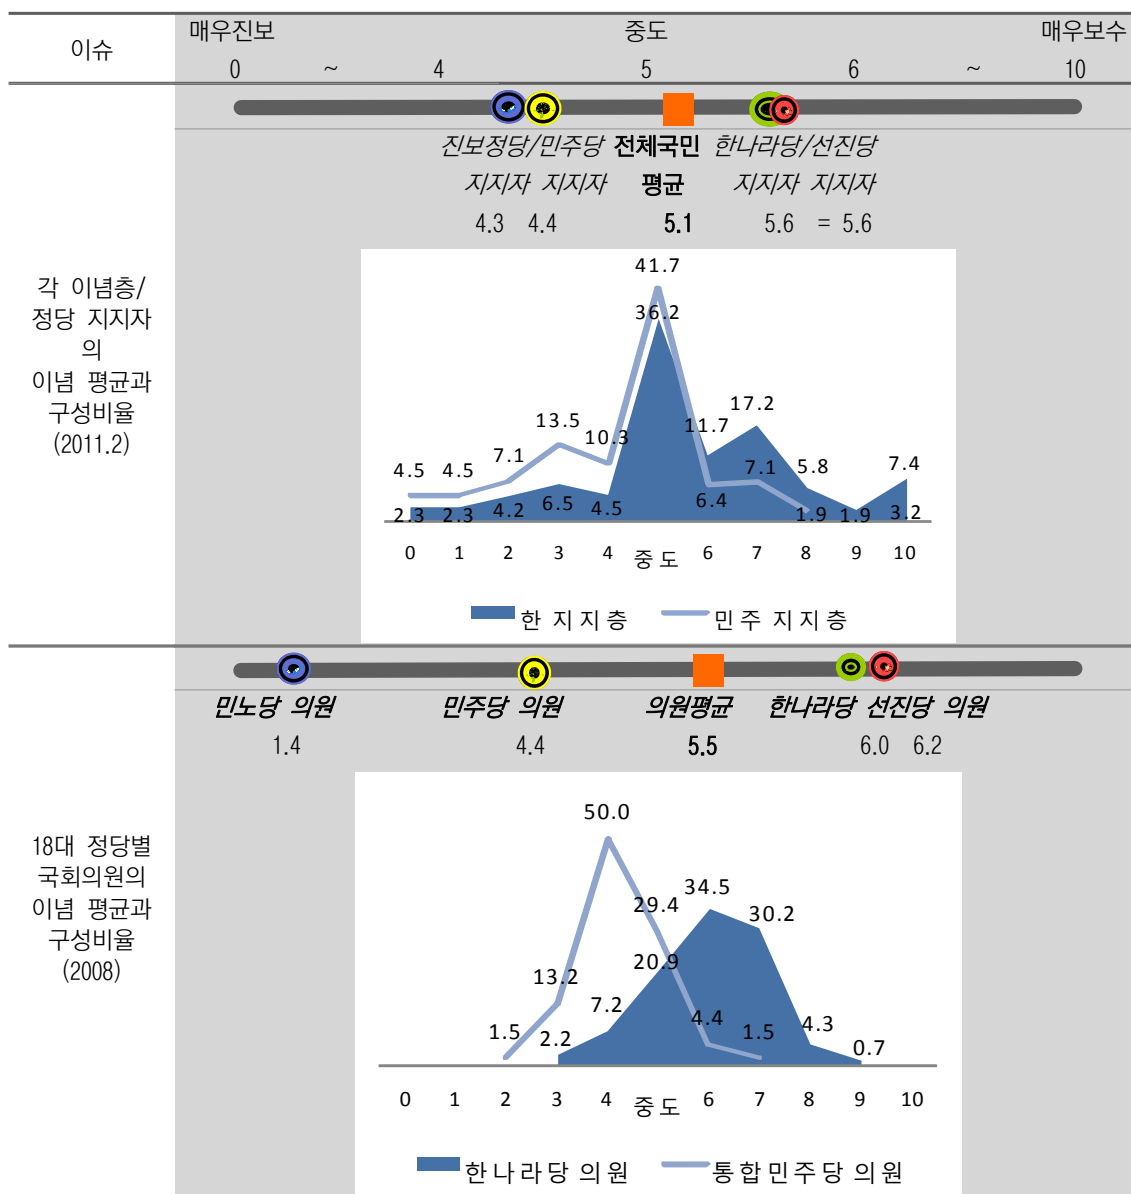 이슈
매우진보 중도 매우보수
0 ~ 4 5 6 ~ 10
진보정당/민주당 전체국민 한나라당/선진당
지지자 지지자 평균 지지자 지지자
4.3 4.4 5.1 5.6 = 5.6
각 이념층/
정당 지지자
의
이념 평균과
구성비율
(2011.2)
41.7
36.2
17.2
13.5
11.7
10.3
7.1 7.1 5.8 7.4
4.5 4.5 6.4
2.3 2.3 4.2 6.5 4.5 1.9 1.9 3.2
0 1 2 3 4 중도 6 7 8 9 10
한 지지층 민주 지지층
민노당 의원 민주당 의원 의원평균 한나라당 선진당 의원
1.4 4.4 5.5 6.0 6.2
18대 정당별
국회의원의
이념 평균과
구성비율
(2008)
50.0
34.5
29.4 30.2
20.9
13.2
7.2
4.4
1.5 2.2 1.5 4.3
0.7
0 1 2 3 4 중도 6 7 8 9 10
한나라당 의원 통합민주당 의원